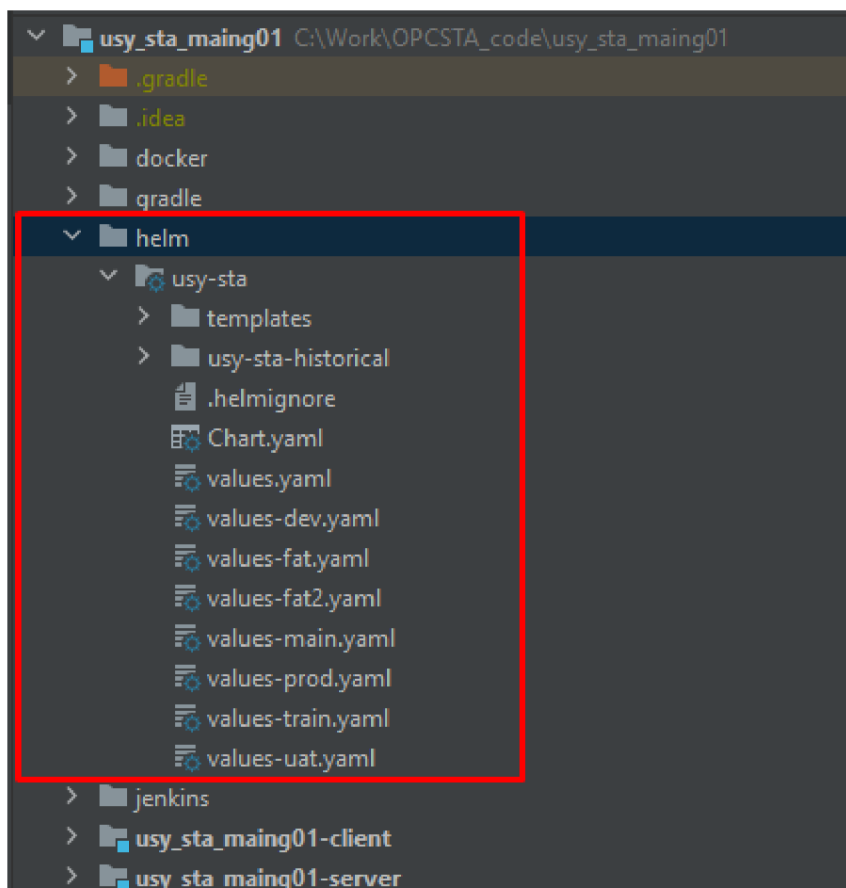 usy_sta_maing01 C:\Work\OPCSTA_code\usy_sta_maing01
.gradle
.idea
docker
gradle
helm
usy-sta
templates
usy-sta-historical
.helmignore
Chart.yaml
values.yaml
values-dev.yaml
values-fat.yaml
values-fat2.yaml
values-main.yaml
values-prod.yaml
values-train.yaml
values-uat.yaml
jenkins
usy_sta_maing01-client
usy_sta_maing01-server